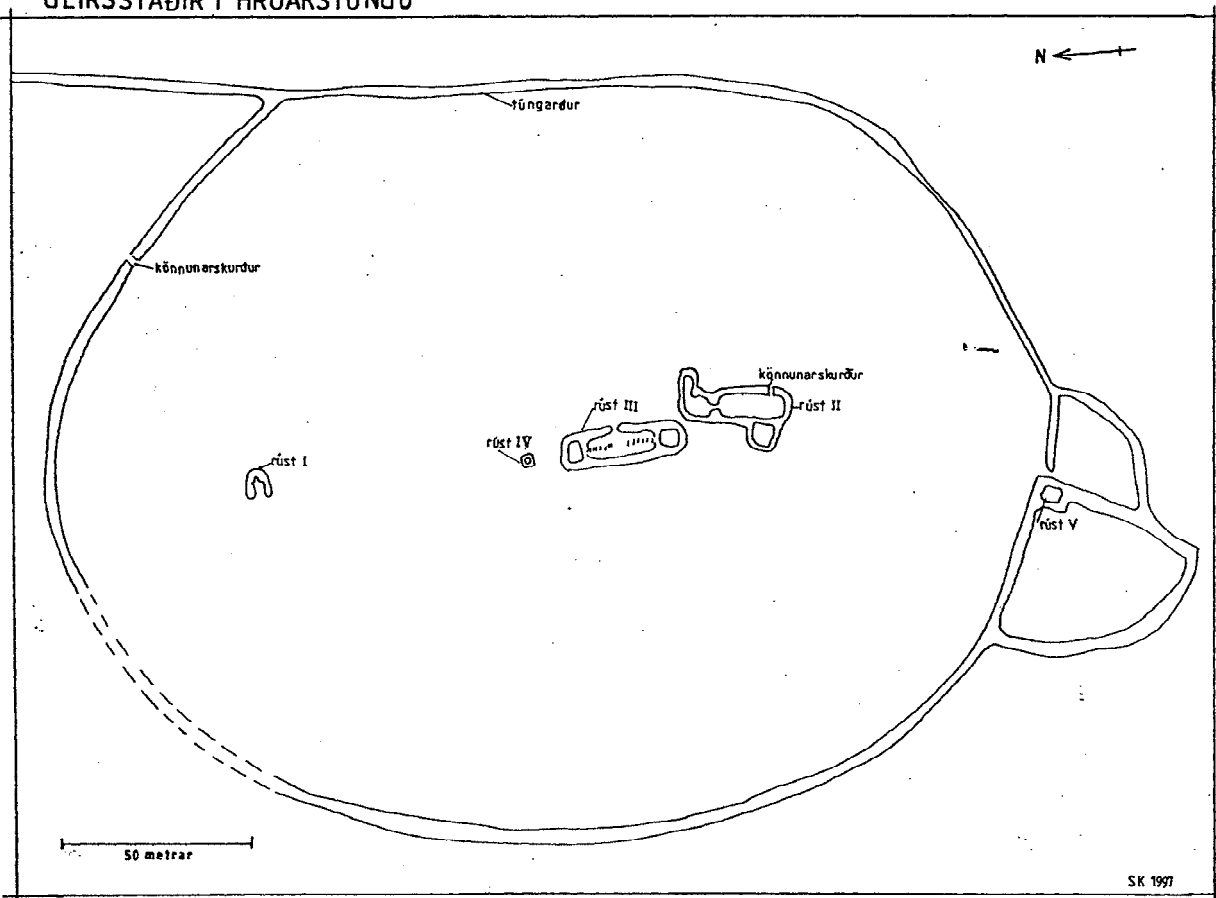 GEIRSSTAÐIR Í HRÓARSTUNGU
N
túngarður
könnunarskurður
könnunarskurður
rúst II
rúst III
rúst IV
rúst I
rúst V
50 metrar
SK 1997